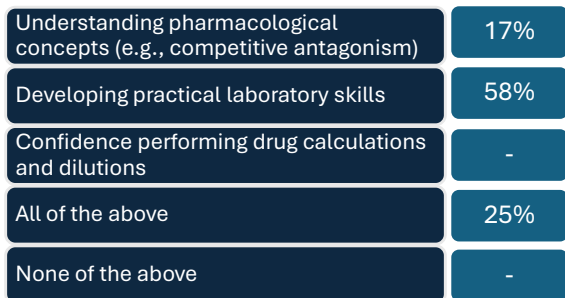 Understanding pharmacological
concepts (e.g., competitive antagonism)
17%
Developing practical laboratory skills
58%
Confidence performing drug calculations
and dilutions
-
All of the above
25%
None of the above
-